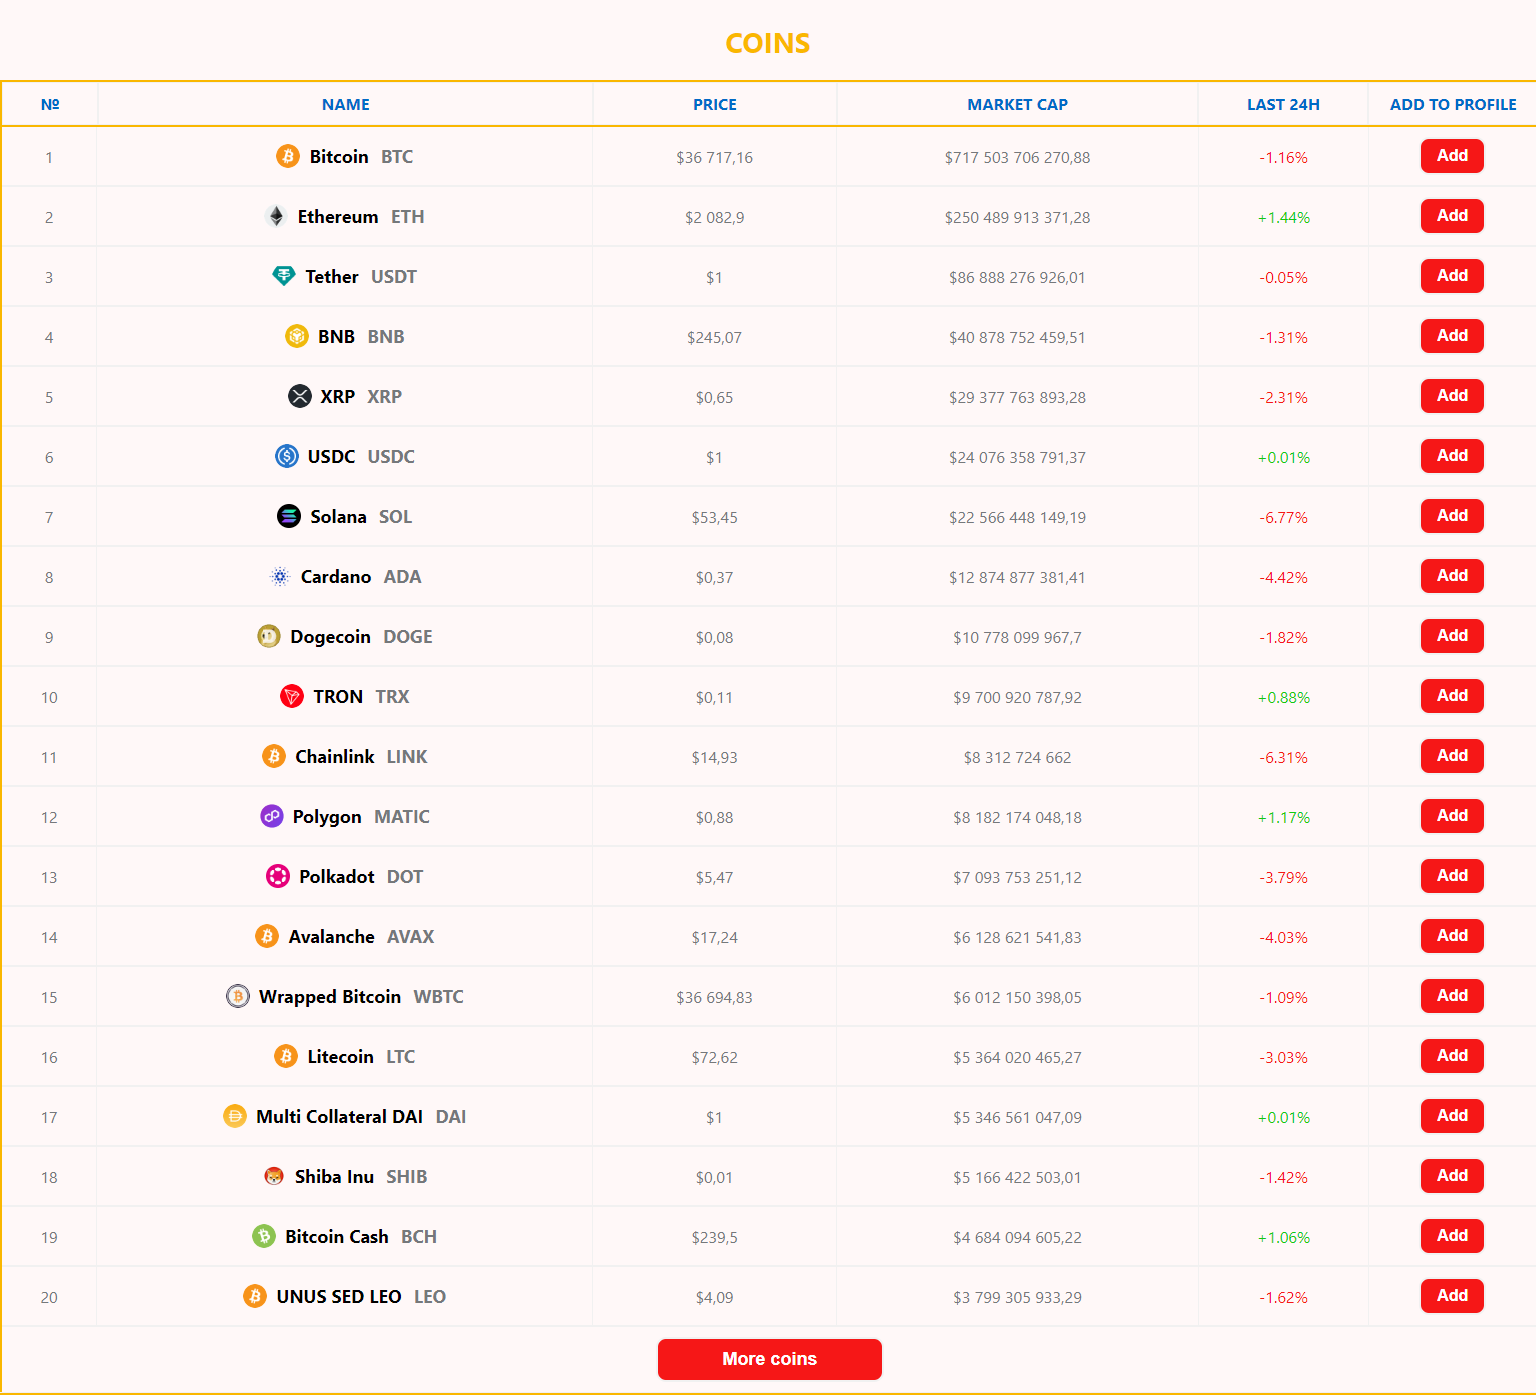 COINS
№ NAME PRICE MARKET CAP LAST 24H ADD TO PROFILE
1 Bitcoin BTC $36 717,16 $717 503 706 270,88 -1.16% Add
2 Ethereum ETH $2 082,9 $250 489 913 371,28 +1.44% Add
3 Tether USDT $1 $86 888 276 926,01 -0.05% Add
4 BNB BNB $245,07 $40 878 752 459,51 -1.31% Add
5 XRP XRP $0,65 $29 377 763 893,28 -2.31% Add
6 USDC USDC $1 $24 076 358 791,37 +0.01% Add
7 Solana SOL $53,45 $22 566 448 149,19 -6.77% Add
8 Cardano ADA $0,37 $12 874 877 381,41 -4.42% Add
9 Dogecoin DOGE $0,08 $10 778 099 967,7 -1.82% Add
10 TRON TRX $0,11 $9 700 920 787,92 +0.88% Add
11 Chainlink LINK $14,93 $8 312 724 662 -6.31% Add
12 Polygon MATIC $0,88 $8 182 174 048,18 +1.17% Add
13 Polkadot DOT $5,47 $7 093 753 251,12 -3.79% Add
14 Avalanche AVAX $17,24 $6 128 621 541,83 -4.03% Add
15 Wrapped Bitcoin WBTC $36 694,83 $6 012 150 398,05 -1.09% Add
16 Litecoin LTC $72,62 $5 364 020 465,27 -3.03% Add
17 Multi Collateral DAI DAI $1 $5 346 561 047,09 +0.01% Add
18 Shiba Inu SHIB $0,01 $5 166 422 503,01 -1.42% Add
19 Bitcoin Cash BCH $239,5 $4 684 094 605,22 +1.06% Add
20 UNUS SED LEO LEO $4,09 $3 799 305 933,29 -1.62% Add
More coins